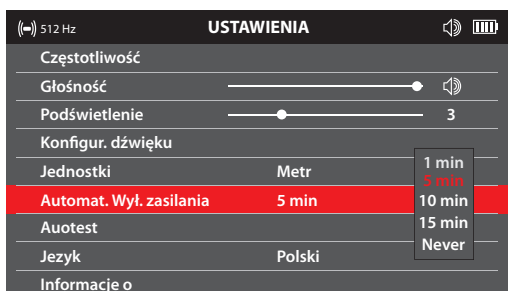 ((-)) 512 Hz USTAWIENIA
Częstotliwość
Głośność
Podświetlenie 3
Konfigur. dźwięku
Jednostki Metr
Automat. Wył. zasilania 5 min
Auotest
Jezyk Polski
Informacje o
1 min
5 min
10 min
15 min
Never